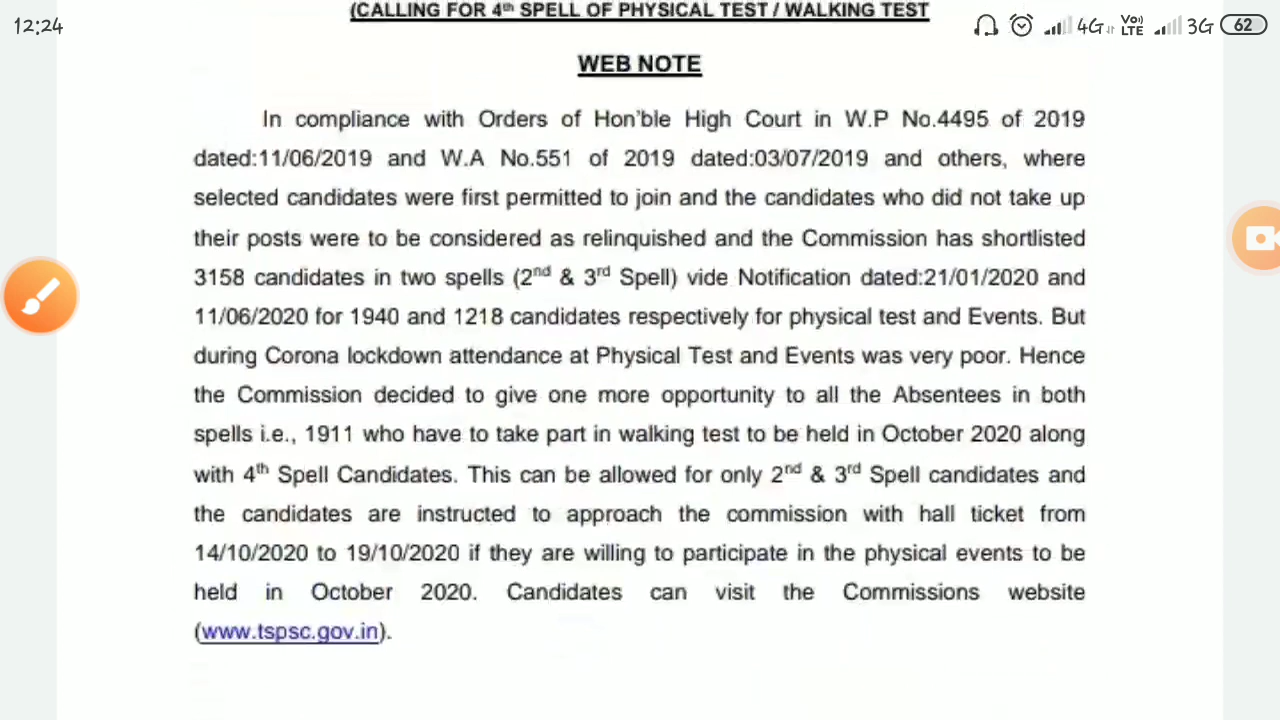 (CALLING FOR 4th SPELL OF PHYSICAL TEST / WALKING TEST
12:24
4G VoI) LTE 3G 62
WEB NOTE
In compliance with Orders of Hon'ble High Court in W.P No.4495 of 2019
dated:11/06/2019 and W.A No.551 of 2019 dated:03/07/2019 and others, where
selected candidates were first permitted to join and the candidates who did not take up
their posts were to be considered as relinquished and the Commission has shortlisted
3158 candidates in two spells (2nd & 3rd Spell) vide Notification dated:21/01/2020 and
11/06/2020 for 1940 and 1218 candidates respectively for physical test and Events. But
during Corona lockdown attendance at Physical Test and Events was very poor. Hence
the Commission decided to give one more opportunity to all the Absentees in both
spells i.e., 1911 who have to take part in walking test to be held in October 2020 along
with 4th Spell Candidates. This can be allowed for only 2nd & 3rd Spell candidates and
the candidates are instructed to approach the commission with hall ticket from
14/10/2020 to 19/10/2020 if they are willing to participate in the physical events to be
held in October 2020. Candidates can visit the Commissions website
(www.tspsc.gov.in).